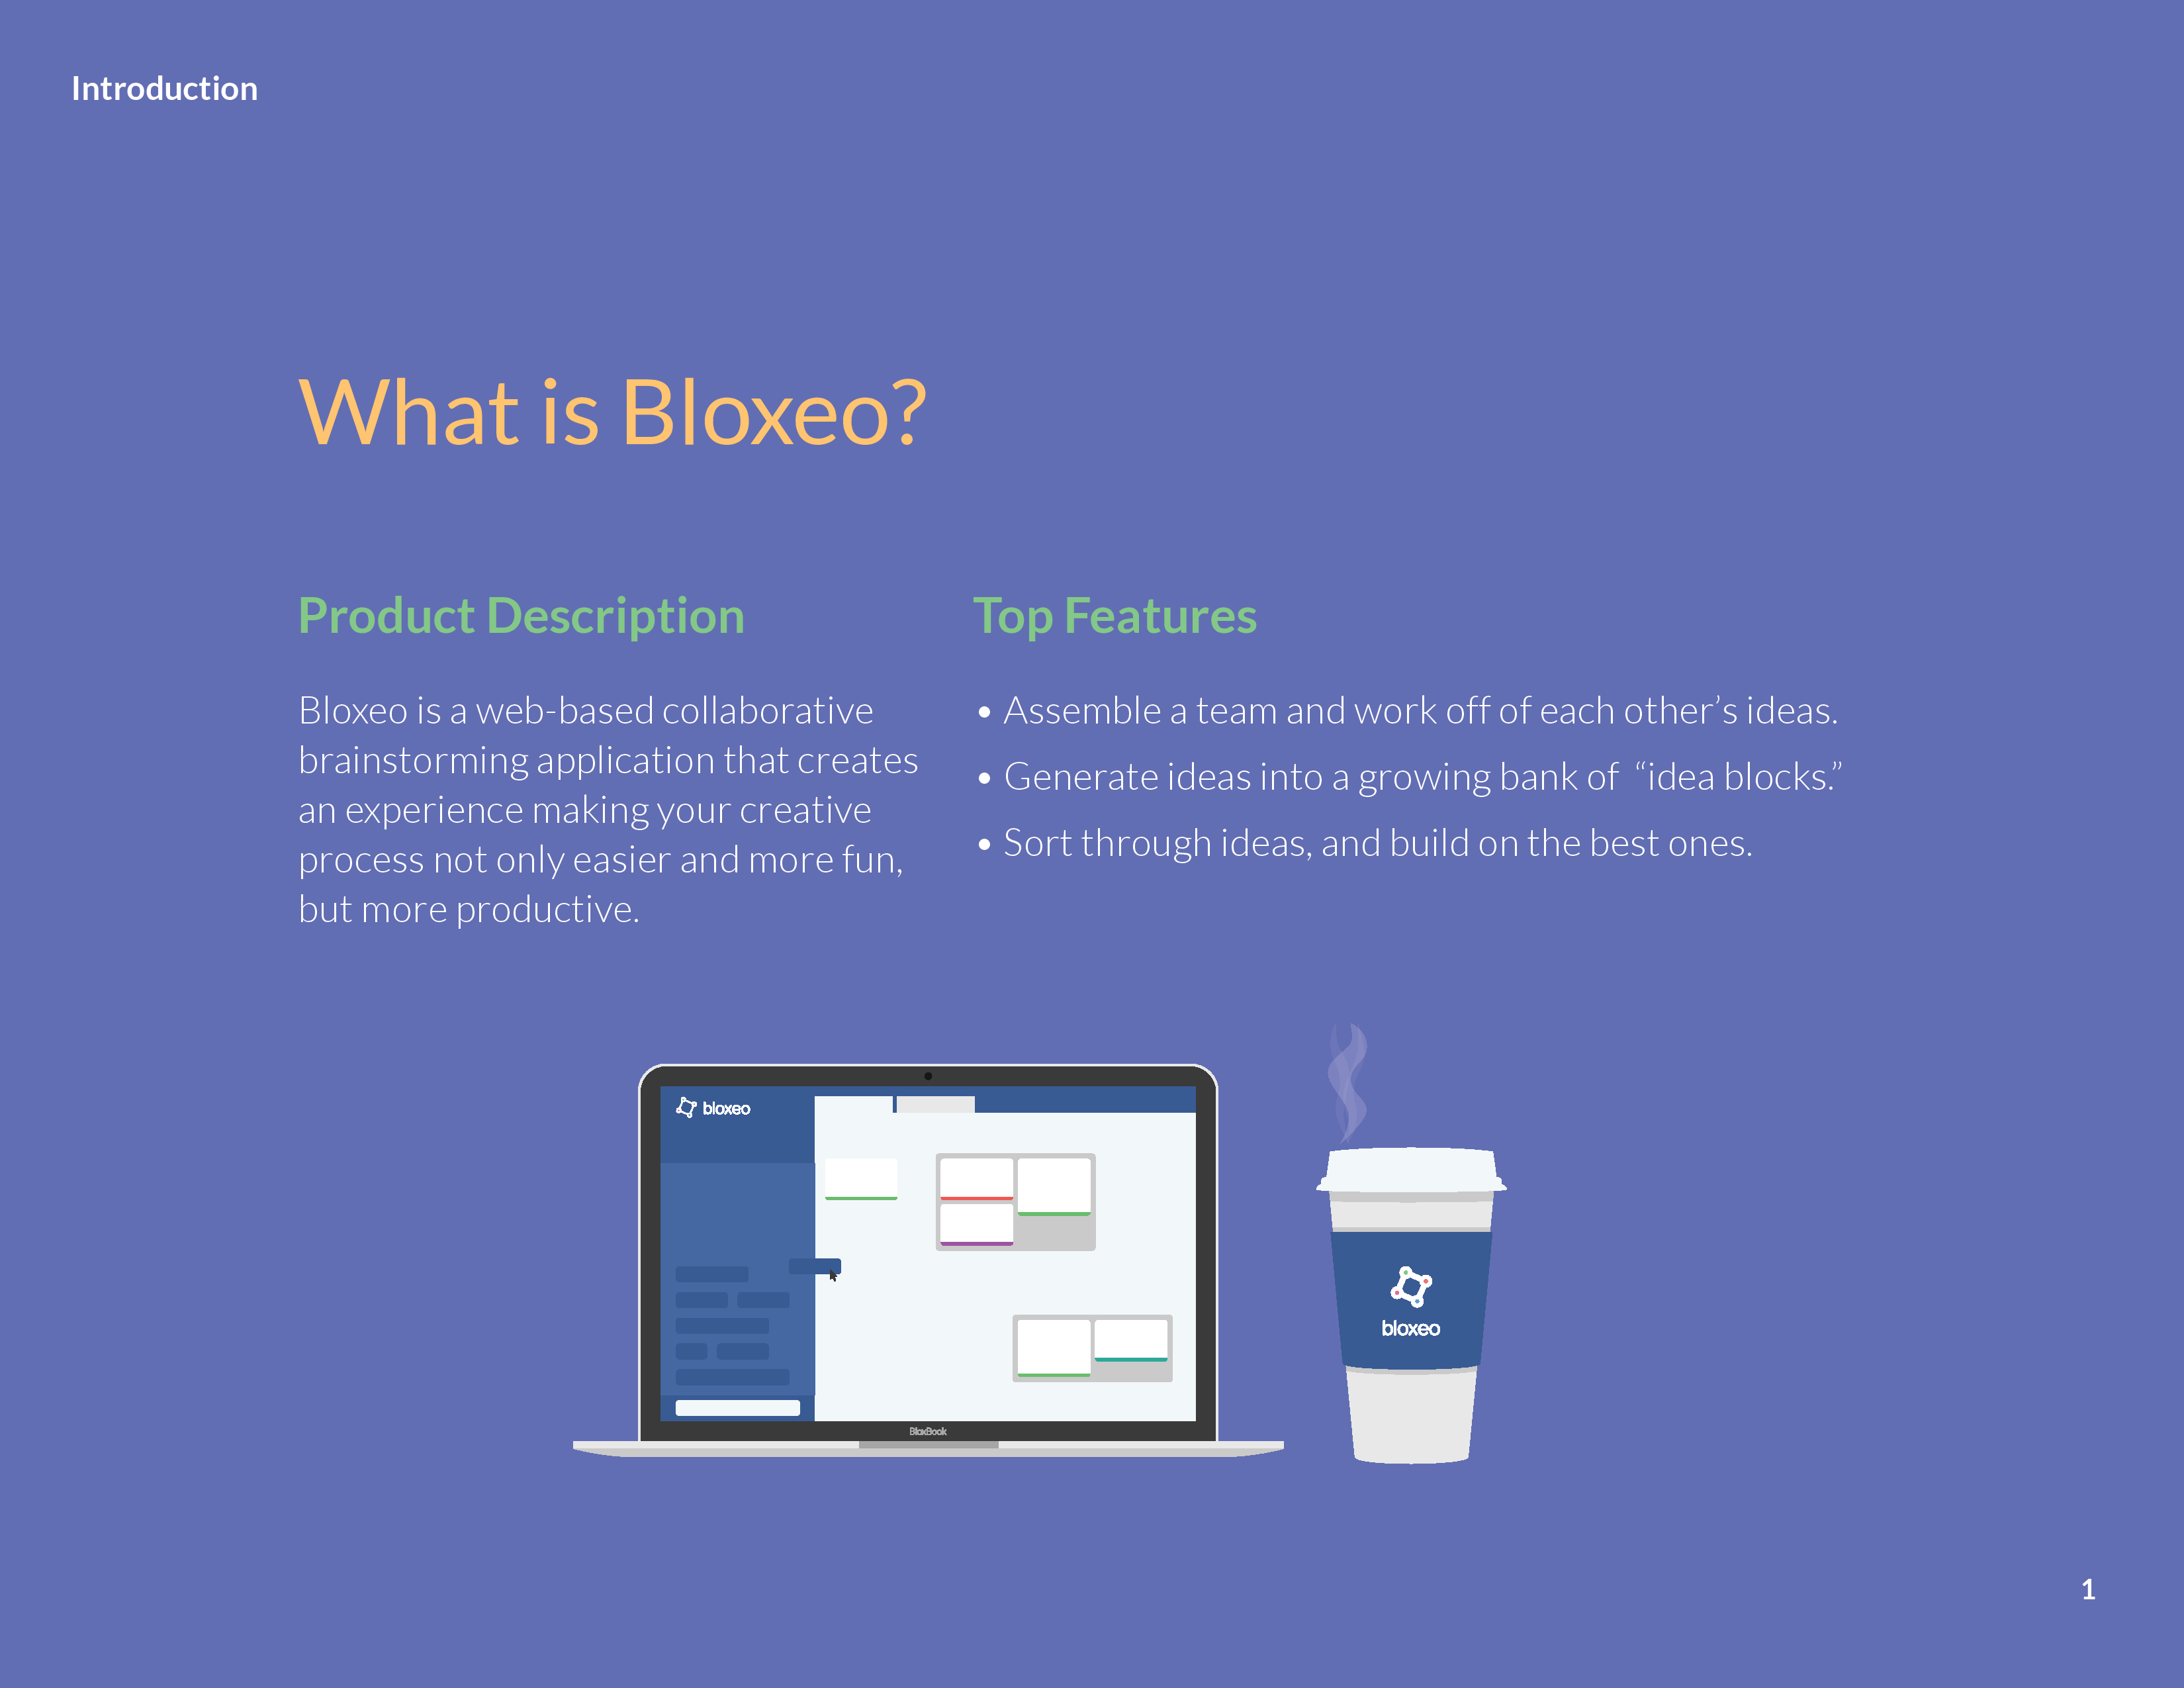 Introduction
What is Bloxeo?
Product Description
Bloxeo is a web-based collaborative
brainstorming application that creates
an experience making your creative
process not only easier and more fun,
but more productive.
Top Features
• Assemble a team and work off of each other’s ideas.
• Generate ideas into a growing bank of “idea blocks.”
• Sort through ideas, and build on the best ones.
bloxeo
BloxBook
bloxeo
1